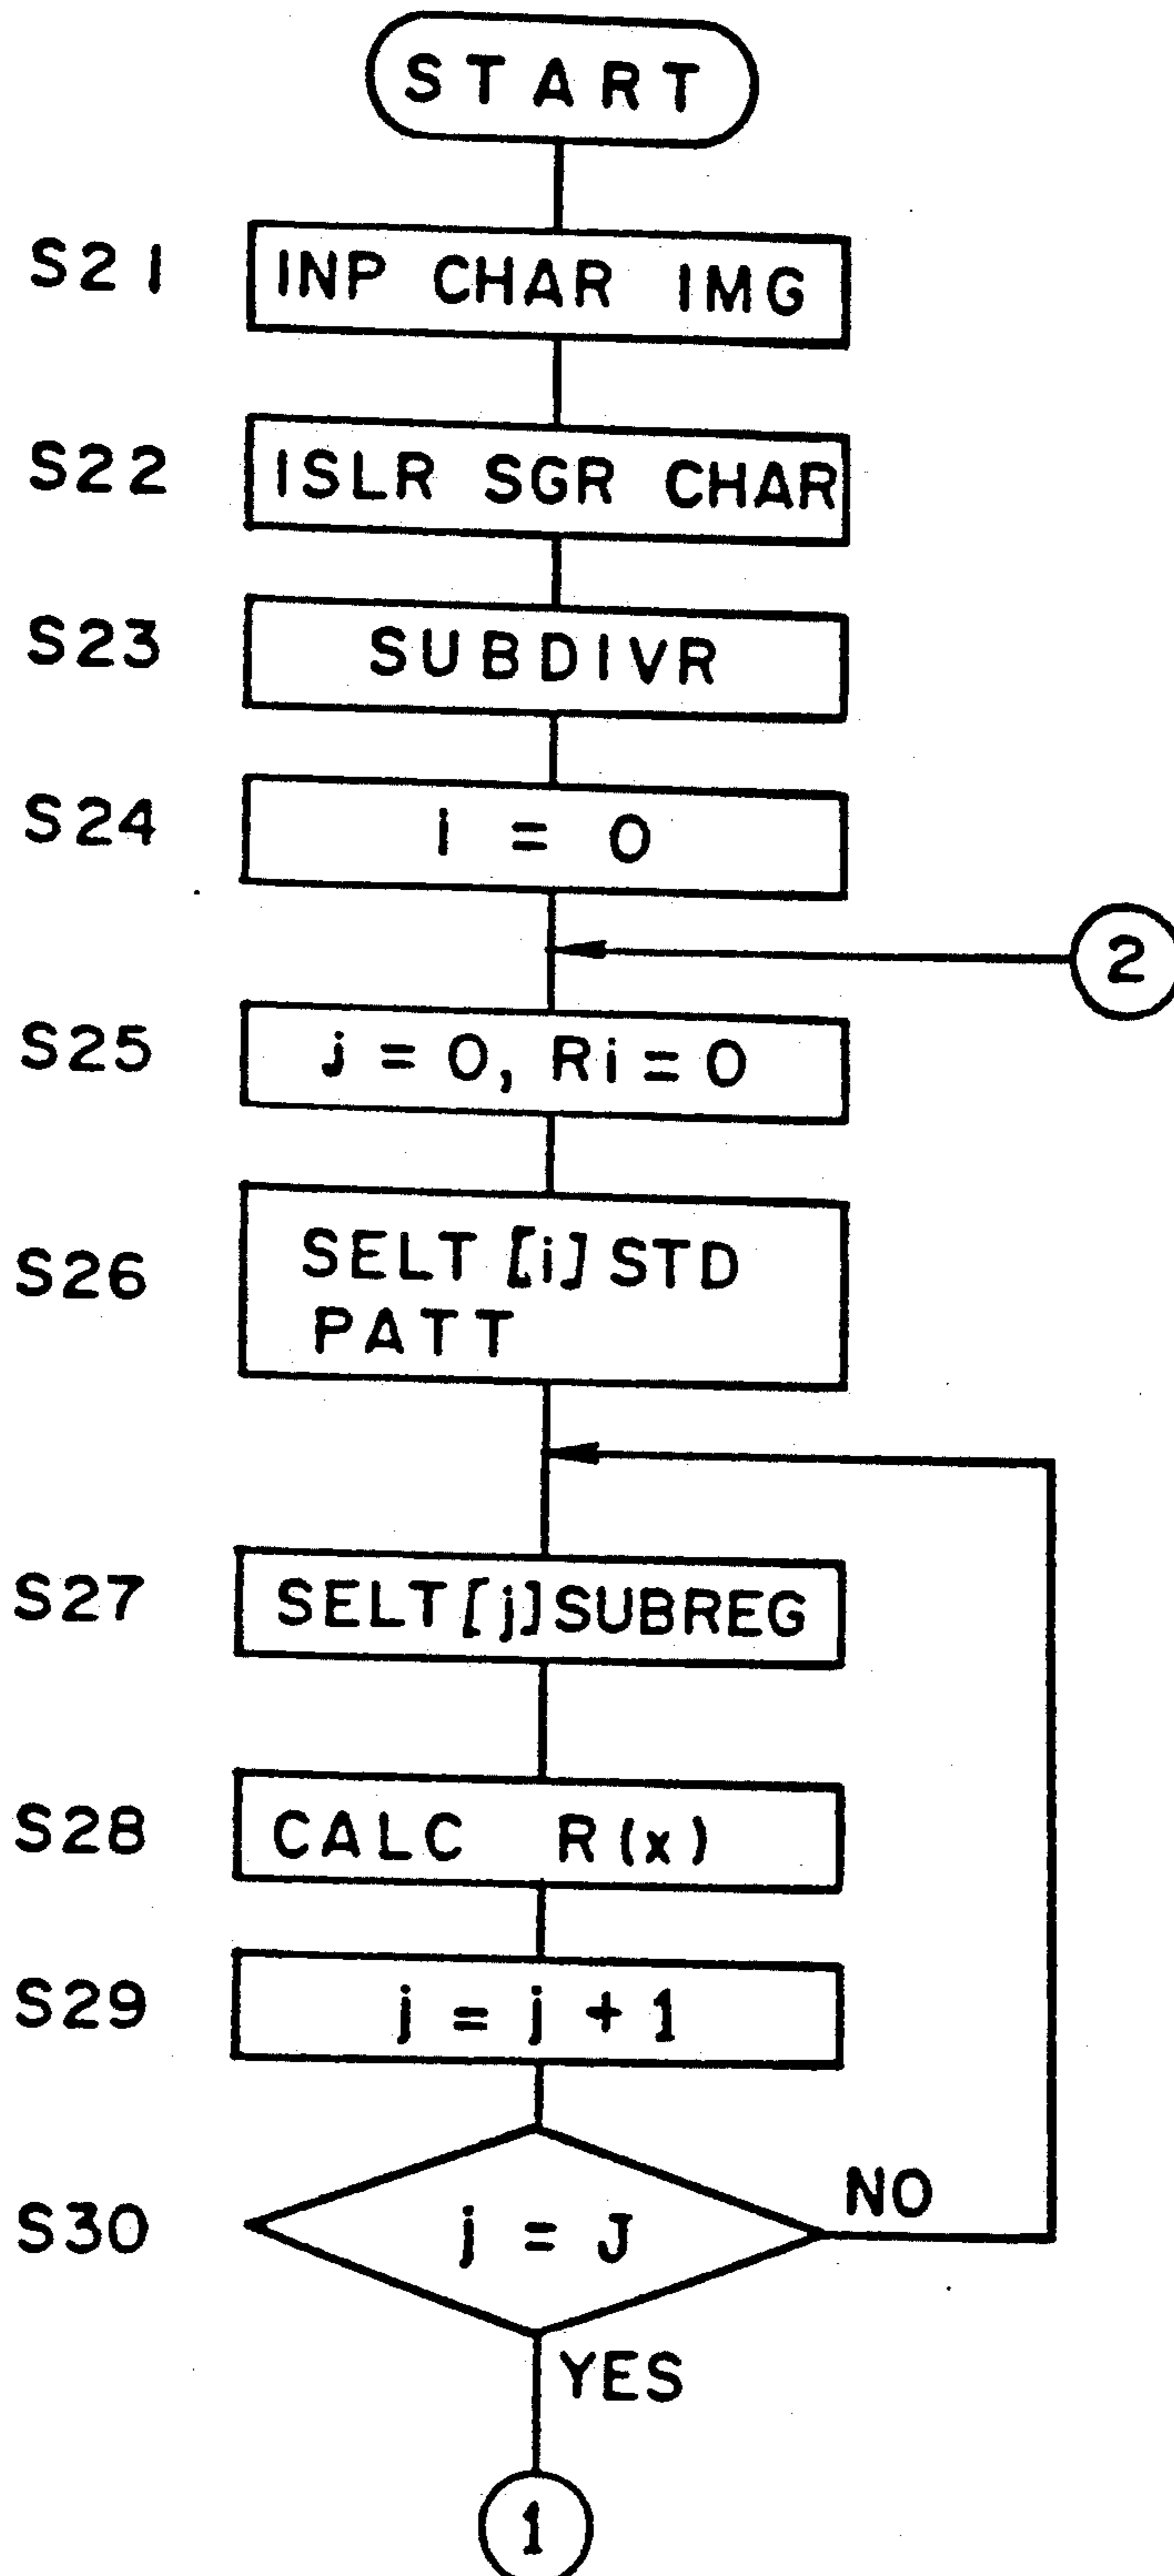 START
S21 INP CHAR IMG
S22 ISLR SGR CHAR
S23 SUBDIVR
S24 i = 0
2
S25 j = 0, Ri = 0
S26 SELT [i] STD
PATT
S27 SELT [j] SUBREG
S28 CALC R(x)
S29 j = j + 1
S30 j = J NO
YES
1